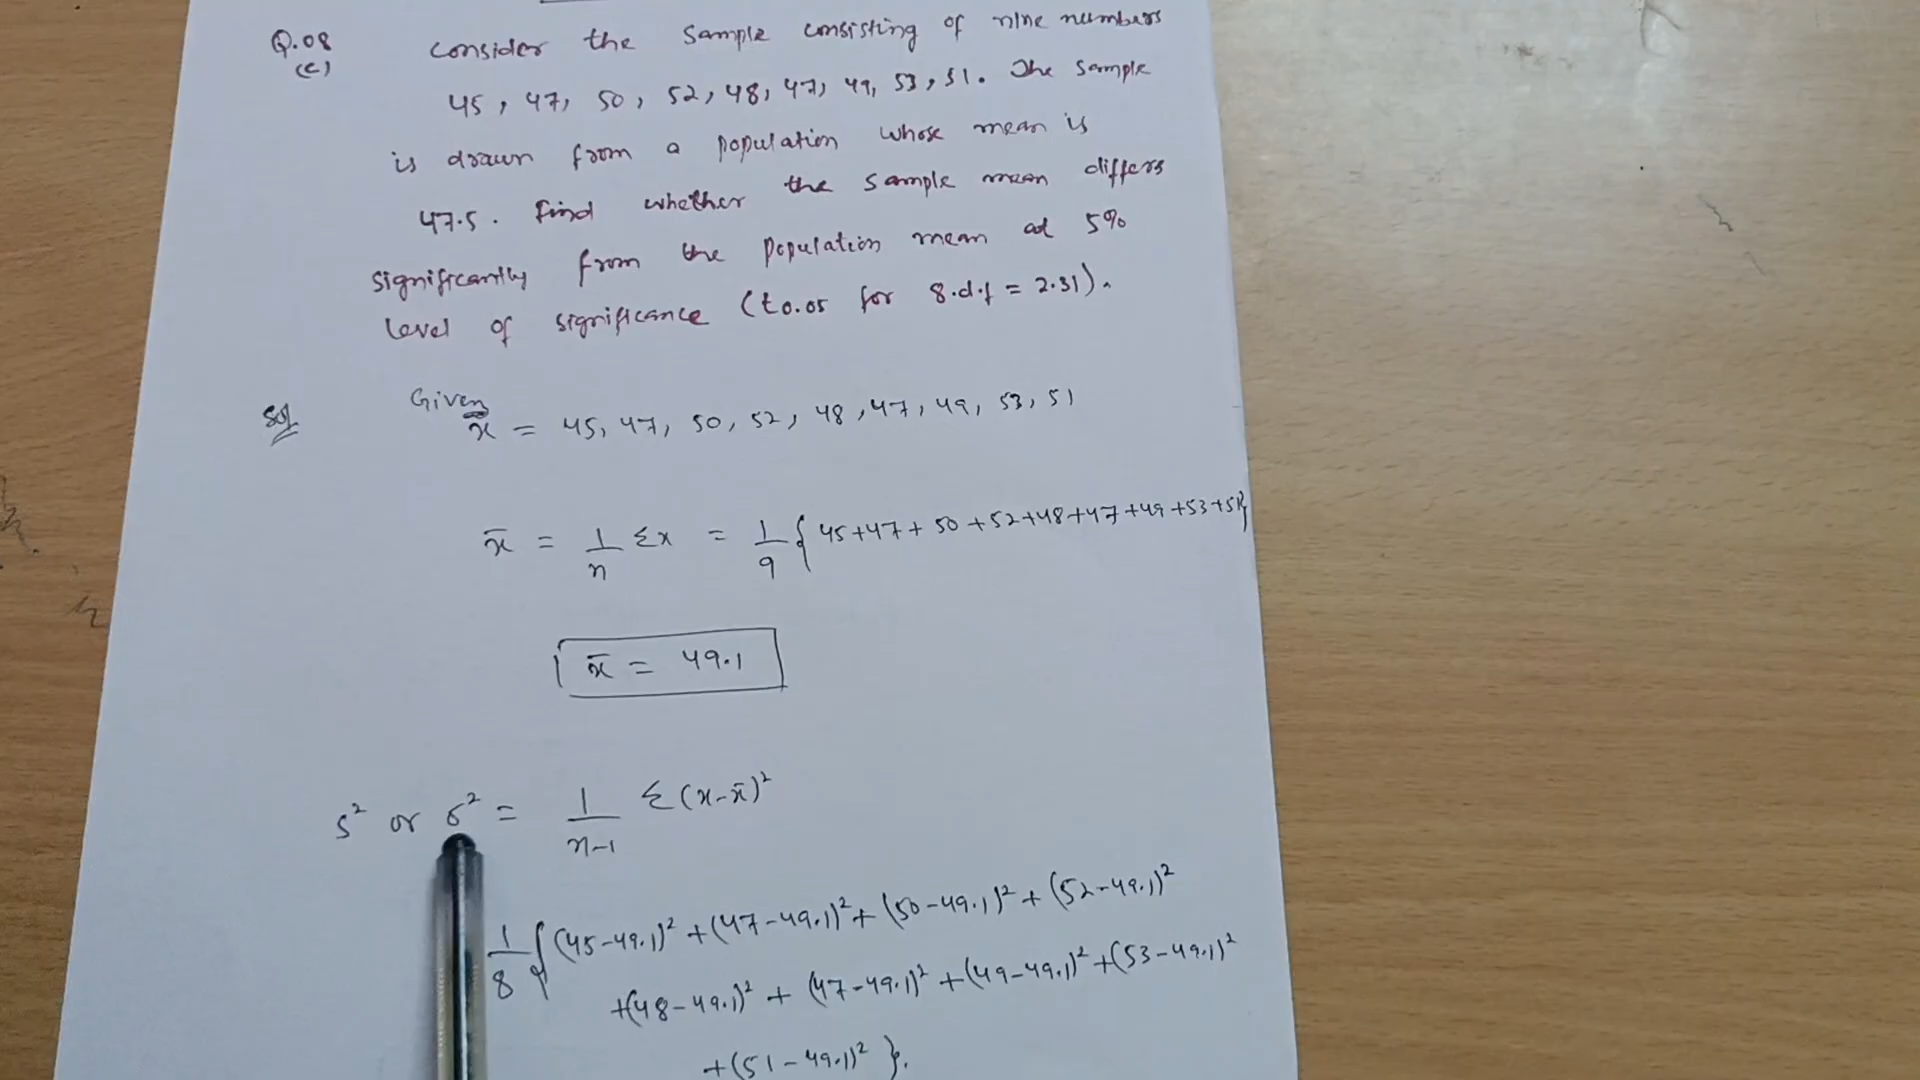 Q.08 Consider the Sample consisting of nine numbers
(c) 45, 47, 50, 52, 48, 47, 49, 53, 51. The Sample
is drawn from a population whose mean is
47.5. Find whether the sample mean differs
significantly from the population mean at 5%
level of significance (t0.05 for 8.d.f = 2.31).
Sol Given
x = 45, 47, 50, 52, 48, 47, 49, 53, 51
x̄ = 1/n Σx = 1/9 { 45+47+50+52+48+47+49+53+51}
x̄ = 49.1
s² or σ² = 1/n-1 Σ(x-x̄)²
1/8 { (45-49.1)² + (47-49.1)² + (50-49.1)² + (52-49.1)²
+(48-49.1)² + (47-49.1)² + (49-49.1)² + (53-49.1)²
+(51-49.1)² }.